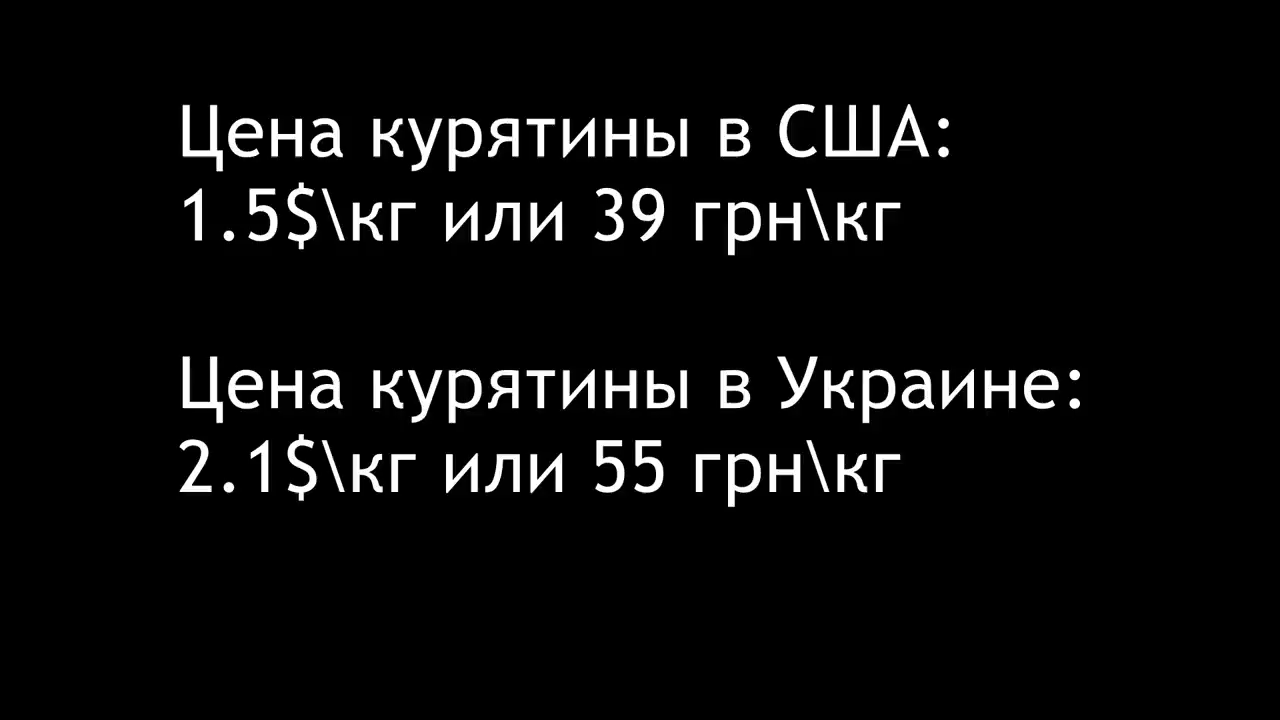 Цена курятины в США:
1.5$\кг или 39 грн\кг
Цена курятины в Украине:
2.1$\кг или 55 грн\кг